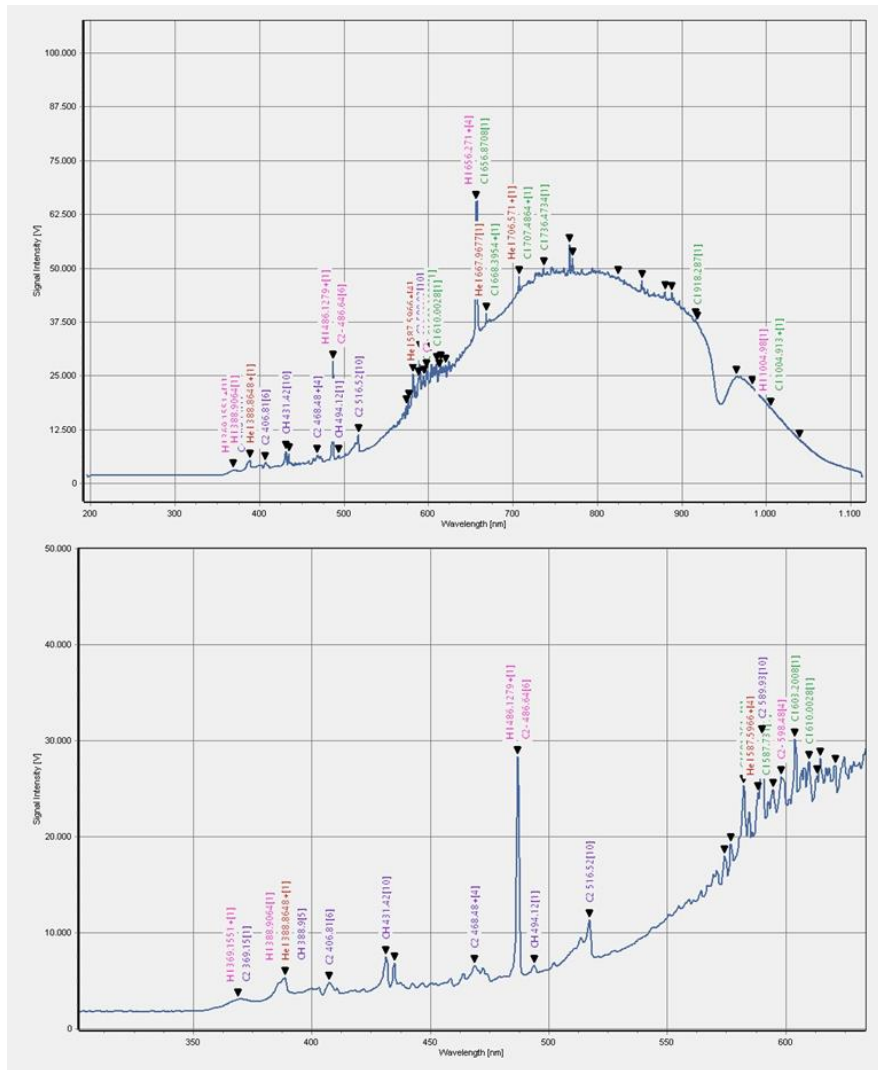 100.000
87.500
75.000
62.500
50.000
37.500
25.000
12.500
0
Signal Intensity [V]
H I 369.1551+[1]
H I 388.9064[1]
He I 388.8648+[1]
C2 406.81[6]
CH 431.42[10]
C2 468.48+[4]
H I 486.1279+[1]
C2- 486.64[6]
CH 494.12[1]
C2 516.52[10]
He I 587.5966+[4]
C I 610.0028[1]
H I 656.271+[4]
C I 656.8708[1]
He I 667.9677[1]
C I 668.3954+[1]
He I 706.571+[1]
C I 707.4864+[1]
C I 736.4734[1]
C I 918.287[1]
H I 1004.98[1]
C I 1004.913+[1]
200 300 400 500 600 700 800 900 1.000 1.100
Wavelength [nm]
50.000
40.000
30.000
20.000
10.000
0
Signal Intensity [V]
H I 369.1551+[1]
C2 369.15[1]
H I 388.9064[1]
He I 388.8648+[1]
CH 388.9[5]
C2 406.81[6]
CH 431.42[10]
C2 468.48+[4]
H I 486.1279+[1]
C2- 486.64[6]
CH 494.12[1]
C2 516.52[10]
He I 587.5966+[4]
C2 589.93[10]
C2- 598.48[4]
C I 603.2008[1]
C I 610.0028[1]
350 400 450 500 550 600
Wavelength [nm]